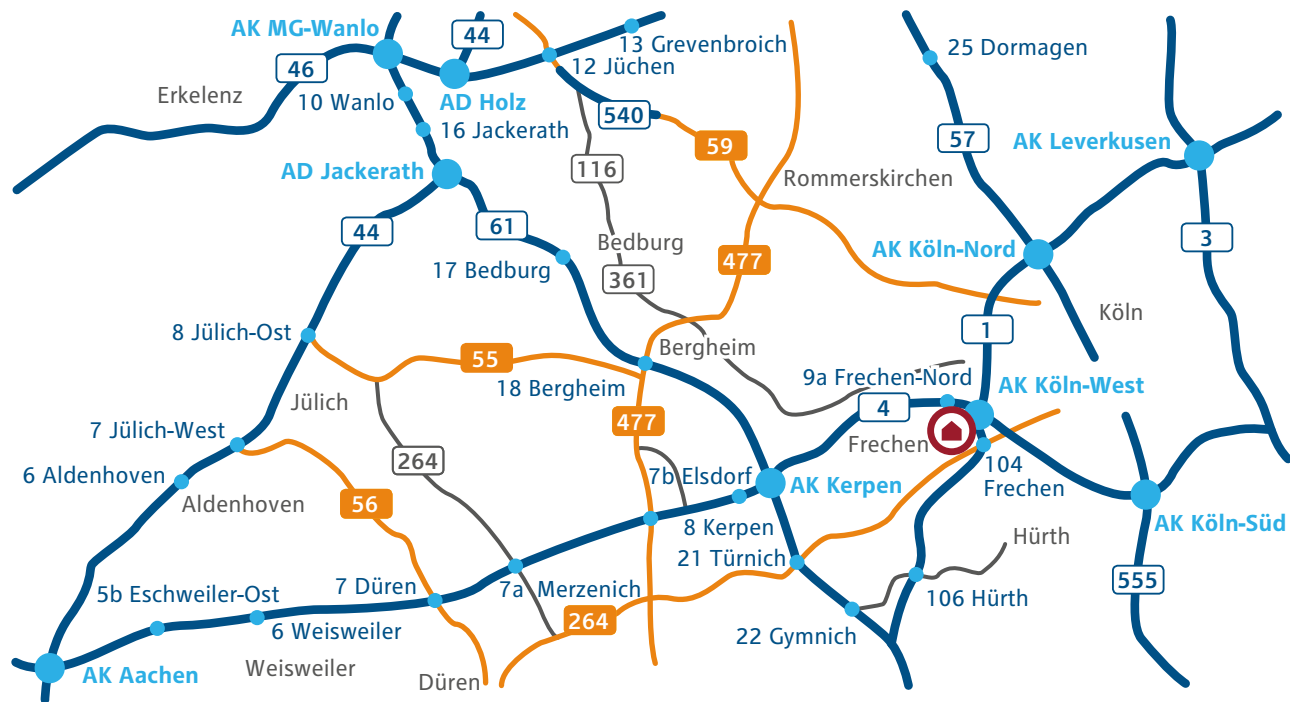 AK MG-Wanlo
44
13 Grevenbroich
25 Dormagen
12 Jüchen
46
Erkelenz
10 Wanlo
AD Holz
540
16 Jackerath
59
57
AK Leverkusen
116
AD Jackerath
Rommerskirchen
44
61
3
Bedburg
AK Köln-Nord
477
17 Bedburg
361
Köln
8 Jülich-Ost
1
Bergheim
55
18 Bergheim
9a Frechen-Nord
AK Köln-West
Jülich
4
477
7 Jülich-West
Frechen
264
104
Frechen
6 Aldenhoven
7b Elsdorf
AK Kerpen
Aldenhoven
56
8 Kerpen
AK Köln-Süd
Hürth
21 Türnich
555
5b Eschweiler-Ost
7 Düren
7a Merzenich
106 Hürth
264
6 Weisweiler
22 Gymnich
Weisweiler
AK Aachen
Düren